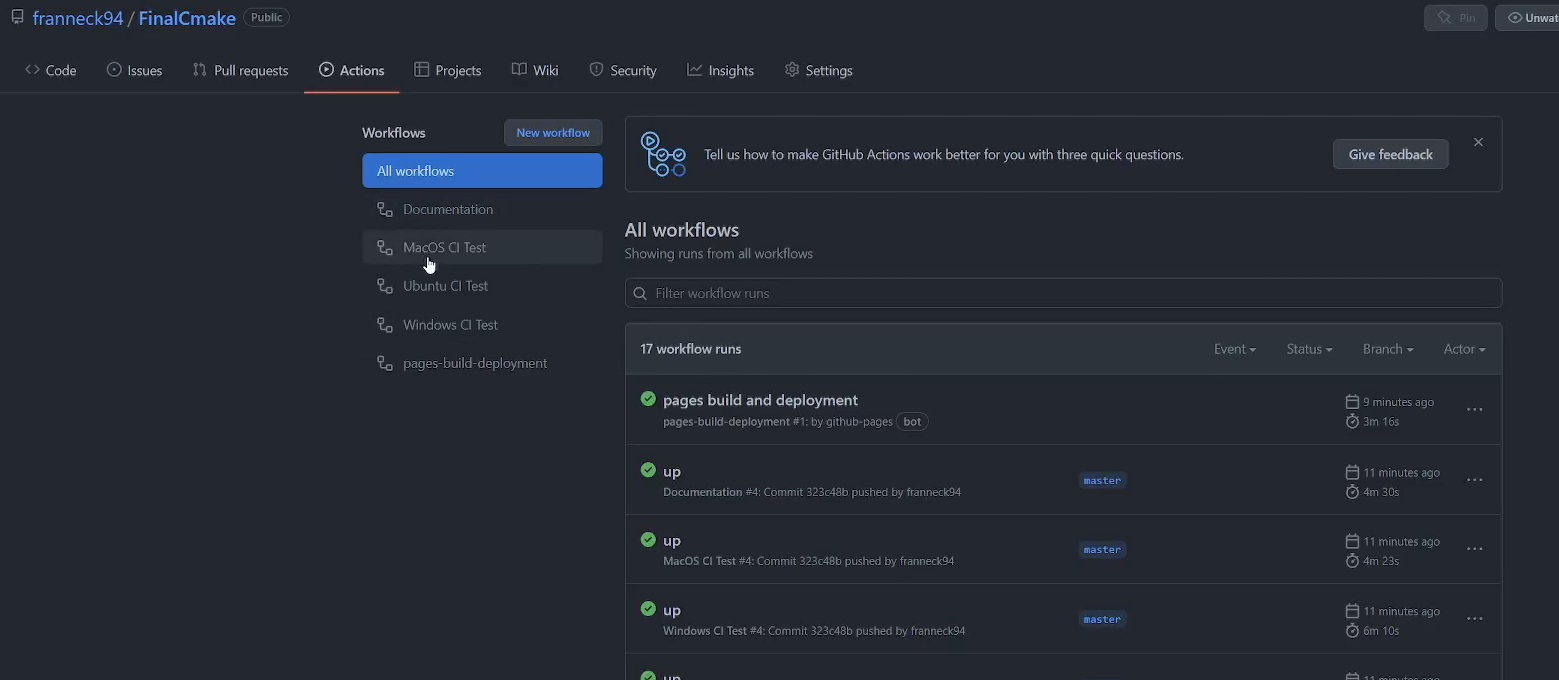 franneck94 / FinalCmake Public
Pin
Unwat
Code Issues Pull requests Actions Projects Wiki Security Insights Settings
Workflows New workflow
All workflows
Documentation
MacOS CI Test
Ubuntu CI Test
Windows CI Test
pages-build-deployment
Tell us how to make GitHub Actions work better for you with three quick questions. Give feedback
All workflows
Showing runs from all workflows
Filter workflow runs
17 workflow runs Event Status Branch Actor
pages build and deployment 9 minutes ago
pages-build-deployment #1: by github-pages bot 3m 16s
up master 11 minutes ago
Documentation #4: Commit 323c48b pushed by franneck94 4m 30s
up master 11 minutes ago
MacOS CI Test #4: Commit 323c48b pushed by franneck94 4m 23s
up master 11 minutes ago
Windows CI Test #4: Commit 323c48b pushed by franneck94 6m 10s
up 11 minutes ago